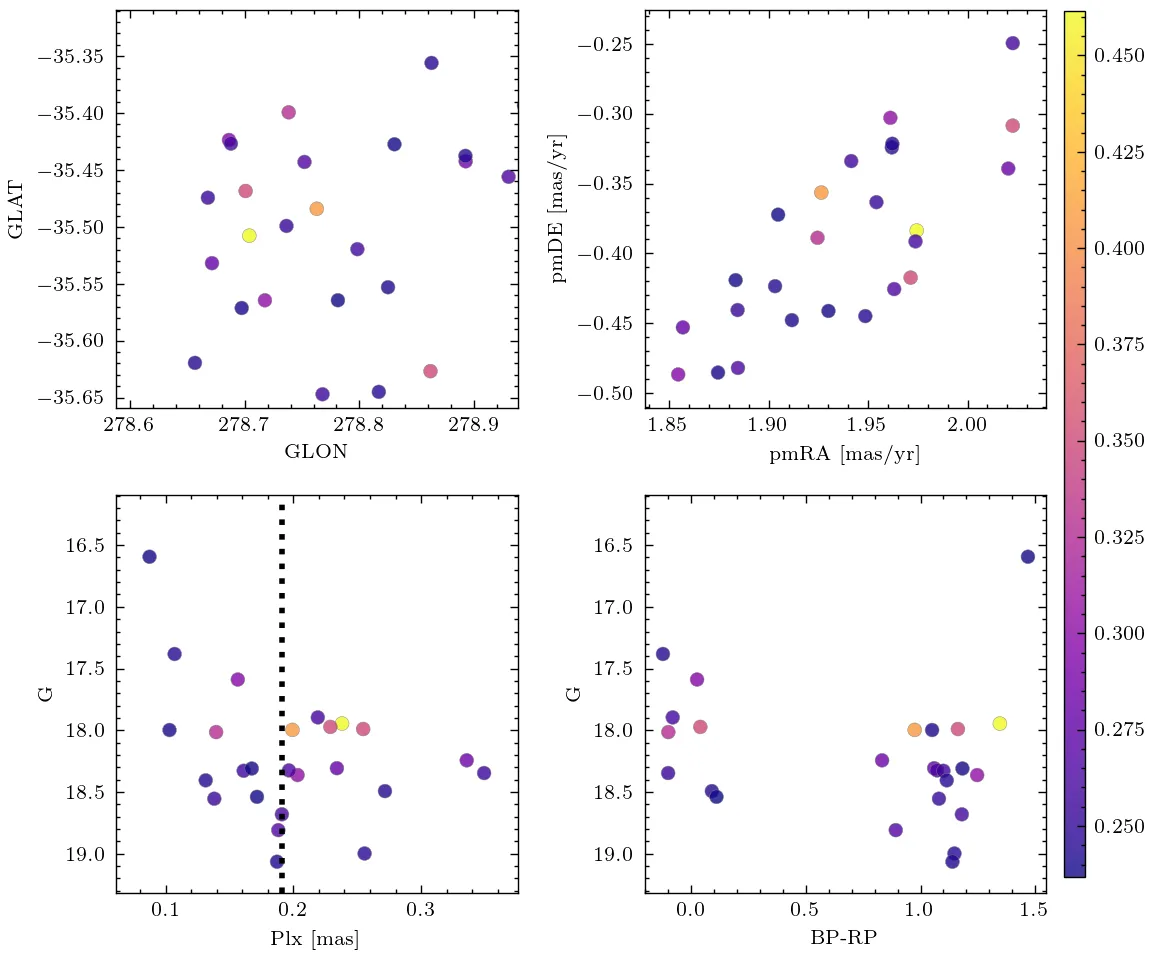 −35.35
−35.40
−35.45
−35.50
−35.55
−35.60
−35.65
GLAT
278.6 278.7 278.8 278.9
GLON
−0.25
−0.30
−0.35
−0.40
−0.45
−0.50
pmDE [mas/yr]
1.85 1.90 1.95 2.00
pmRA [mas/yr]
0.450
0.425
0.400
0.375
0.350
0.325
0.300
0.275
0.250
16.5
17.0
17.5
18.0
18.5
19.0
G
0.1 0.2 0.3
Plx [mas]
16.5
17.0
17.5
18.0
18.5
19.0
G
0.0 0.5 1.0 1.5
BP-RP